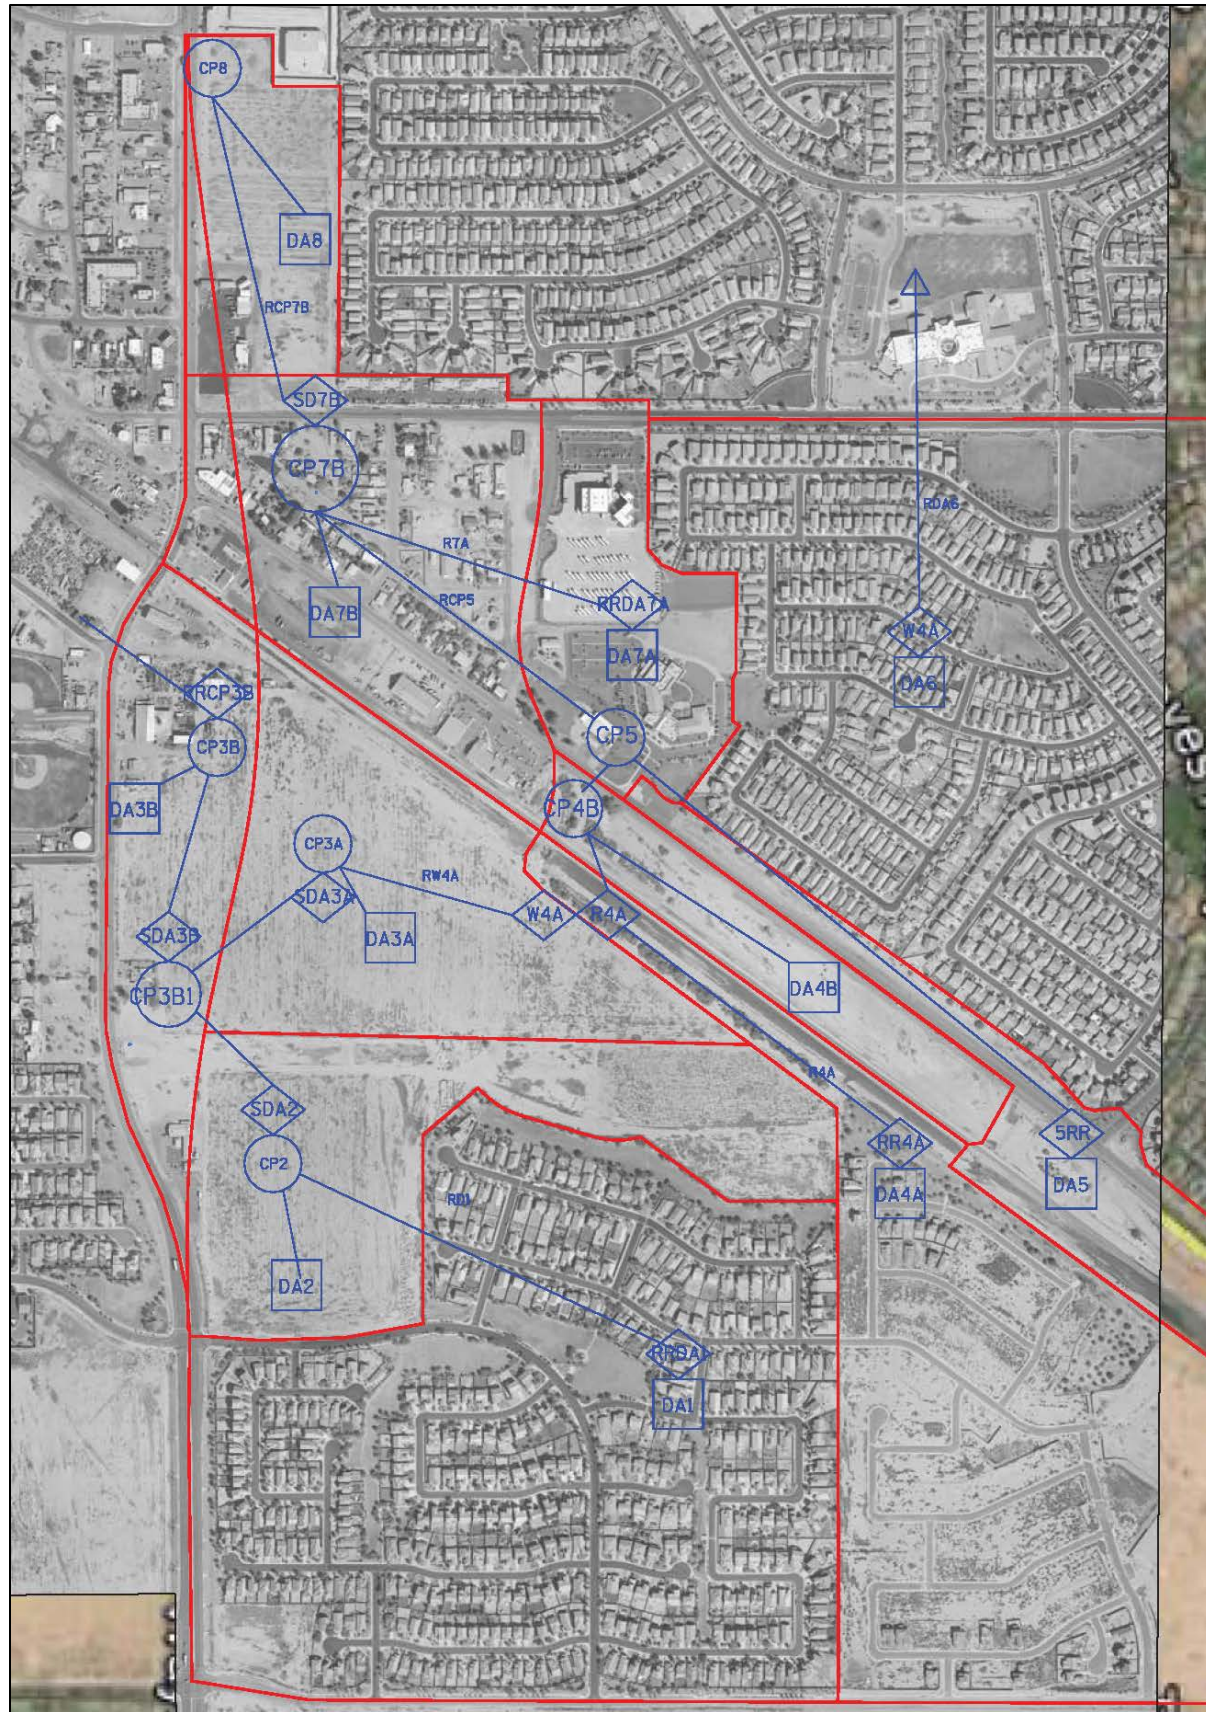 CP8
DA8
RCP7B
SD7B
CP7B
RDA6
R7A
RCP5
DA7B
RRDA7A
DA7A
W4A
DA6
RRCP3B
CP5
CP3B
DA3B
CP4B
CP3A
RW4A
SDA3A
W4A
R4A
SDA3B
DA3A
DA4B
CP3B1
R4A
SDA2
5RR
RR4A
CP2
DA5
DA4A
RD1
DA2
RRDA1
DA1